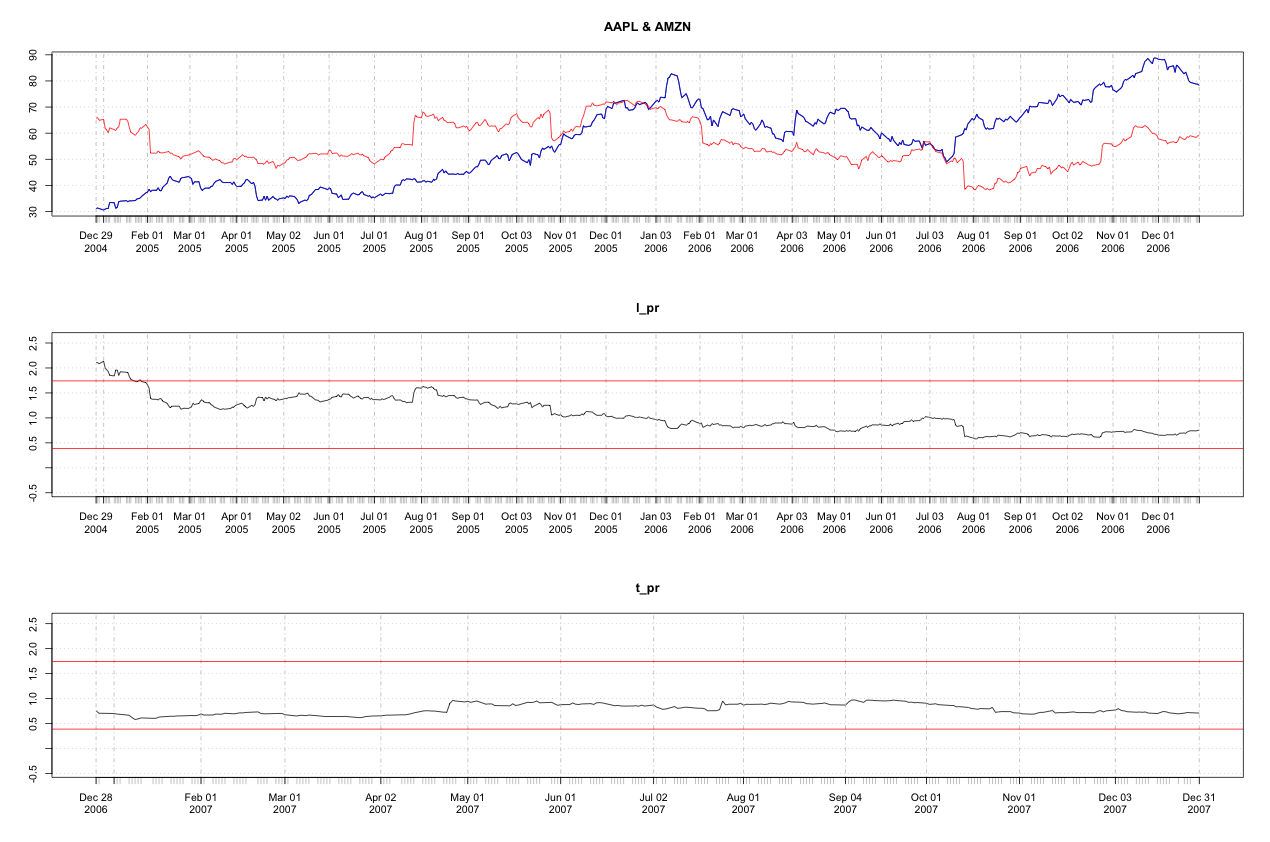 AAPL & AMZN
90
80
70
60
50
40
30
Dec 29 Feb 01 Mar 01 Apr 01 May 02 Jun 01 Jul 01 Aug 01 Sep 01 Oct 03 Nov 01 Dec 01 Jan 03 Feb 01 Mar 01 Apr 03 May 01 Jun 01 Jul 03 Aug 01 Sep 01 Oct 02 Nov 01 Dec 01
2004 2005 2005 2005 2005 2005 2005 2005 2005 2005 2005 2005 2006 2006 2006 2006 2006 2006 2006 2006 2006 2006 2006 2006
l_pr
2.5
2.0
1.5
1.0
0.5
-0.5
Dec 29 Feb 01 Mar 01 Apr 01 May 02 Jun 01 Jul 01 Aug 01 Sep 01 Oct 03 Nov 01 Dec 01 Jan 03 Feb 01 Mar 01 Apr 03 May 01 Jun 01 Jul 03 Aug 01 Sep 01 Oct 02 Nov 01 Dec 01
2004 2005 2005 2005 2005 2005 2005 2005 2005 2005 2005 2005 2006 2006 2006 2006 2006 2006 2006 2006 2006 2006 2006 2006
t_pr
2.5
2.0
1.5
1.0
0.5
-0.5
Dec 28 Feb 01 Mar 01 Apr 02 May 01 Jun 01 Jul 02 Aug 01 Sep 04 Oct 01 Nov 01 Dec 03 Dec 31
2006 2007 2007 2007 2007 2007 2007 2007 2007 2007 2007 2007 2007